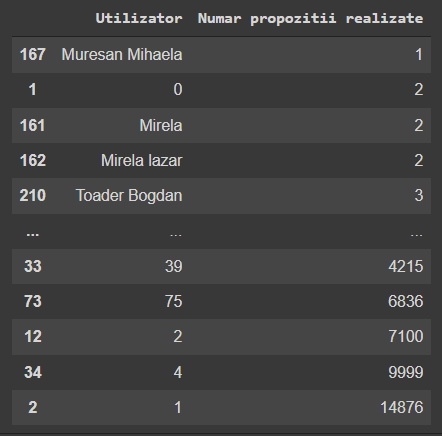 Utilizator Numar propozitii realizate
167 Muresan Mihaela 1
1 0 2
161 Mirela 2
162 Mirela lazar 2
210 Toader Bogdan 3
... ... ...
33 39 4215
73 75 6836
12 2 7100
34 4 9999
2 1 14876